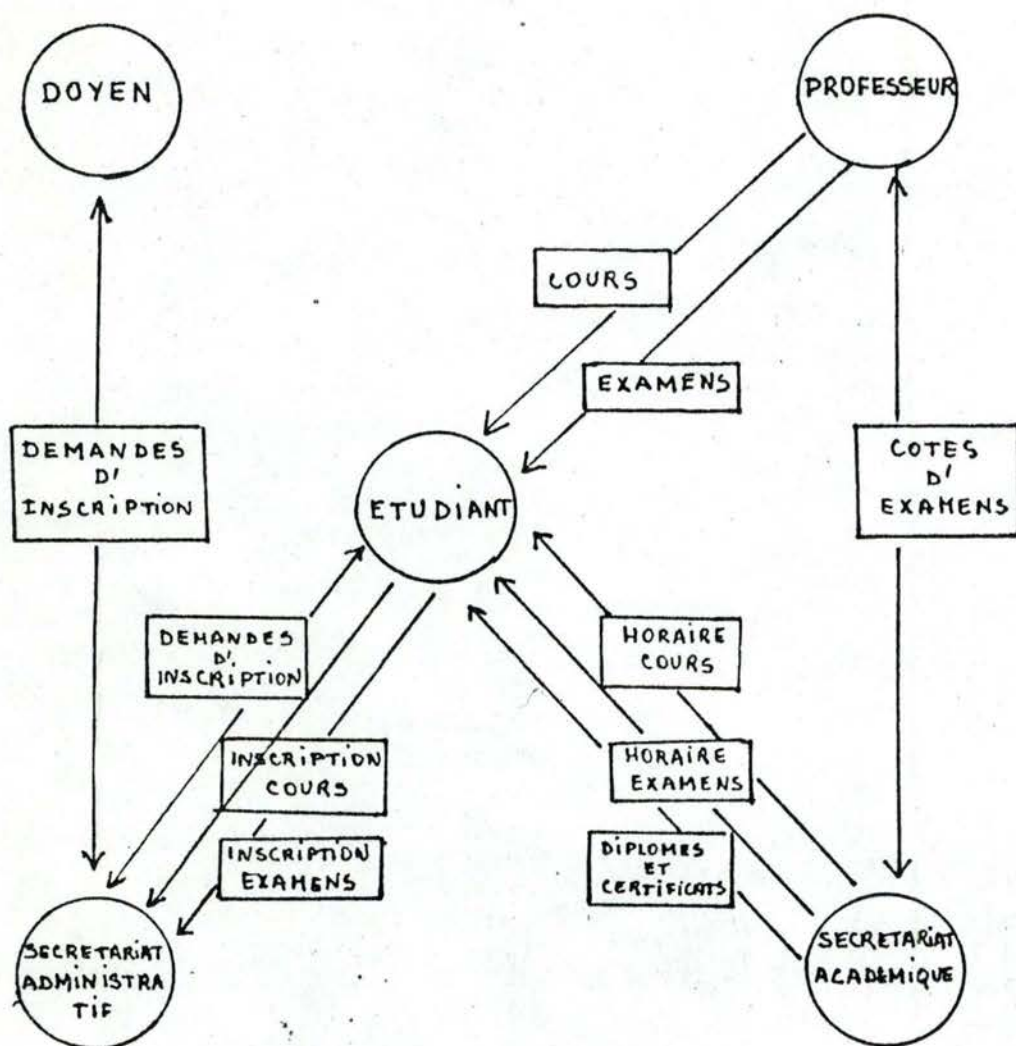 DOYEN
PROFESSEUR
COURS
EXAMENS
DEMANDES
D'
INSCRIPTION
COTES
D'
EXAMENS
ETUDIANT
DEMANDES
D'
INSCRIPTION
HORAIRE
COURS
INSCRIPTION
COURS
HORAIRE
EXAMENS
INSCRIPTION
EXAMENS
DIPLOMES
ET
CERTIFICATS
SECRETARIAT
ADMINISTRA
TIF
SECRETARIAT
ACADEMIQUE